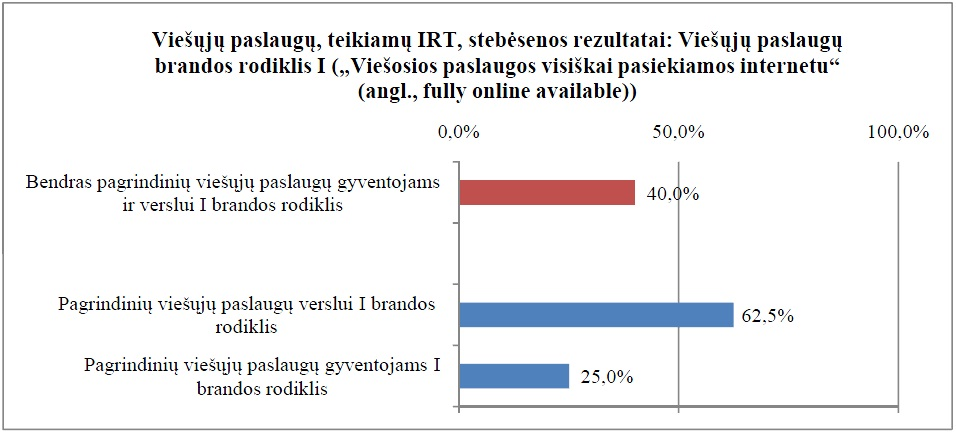 Viešųjų paslaugų, teikiamų IRT, stebėsenos rezultatai: Viešųjų paslaugų
brandos rodiklis I („Viešosios paslaugos visiškai pasiekiamos internetu“
(angl., fully online available))
0,0%
50,0%
100,0%
Bendras pagrindinių viešųjų paslaugų gyventojams
ir verslui I brandos rodiklis
40,0%
Pagrindinių viešųjų paslaugų verslui I brandos
rodiklis
62,5%
Pagrindinių viešųjų paslaugų gyventojams I
brandos rodiklis
25,0%